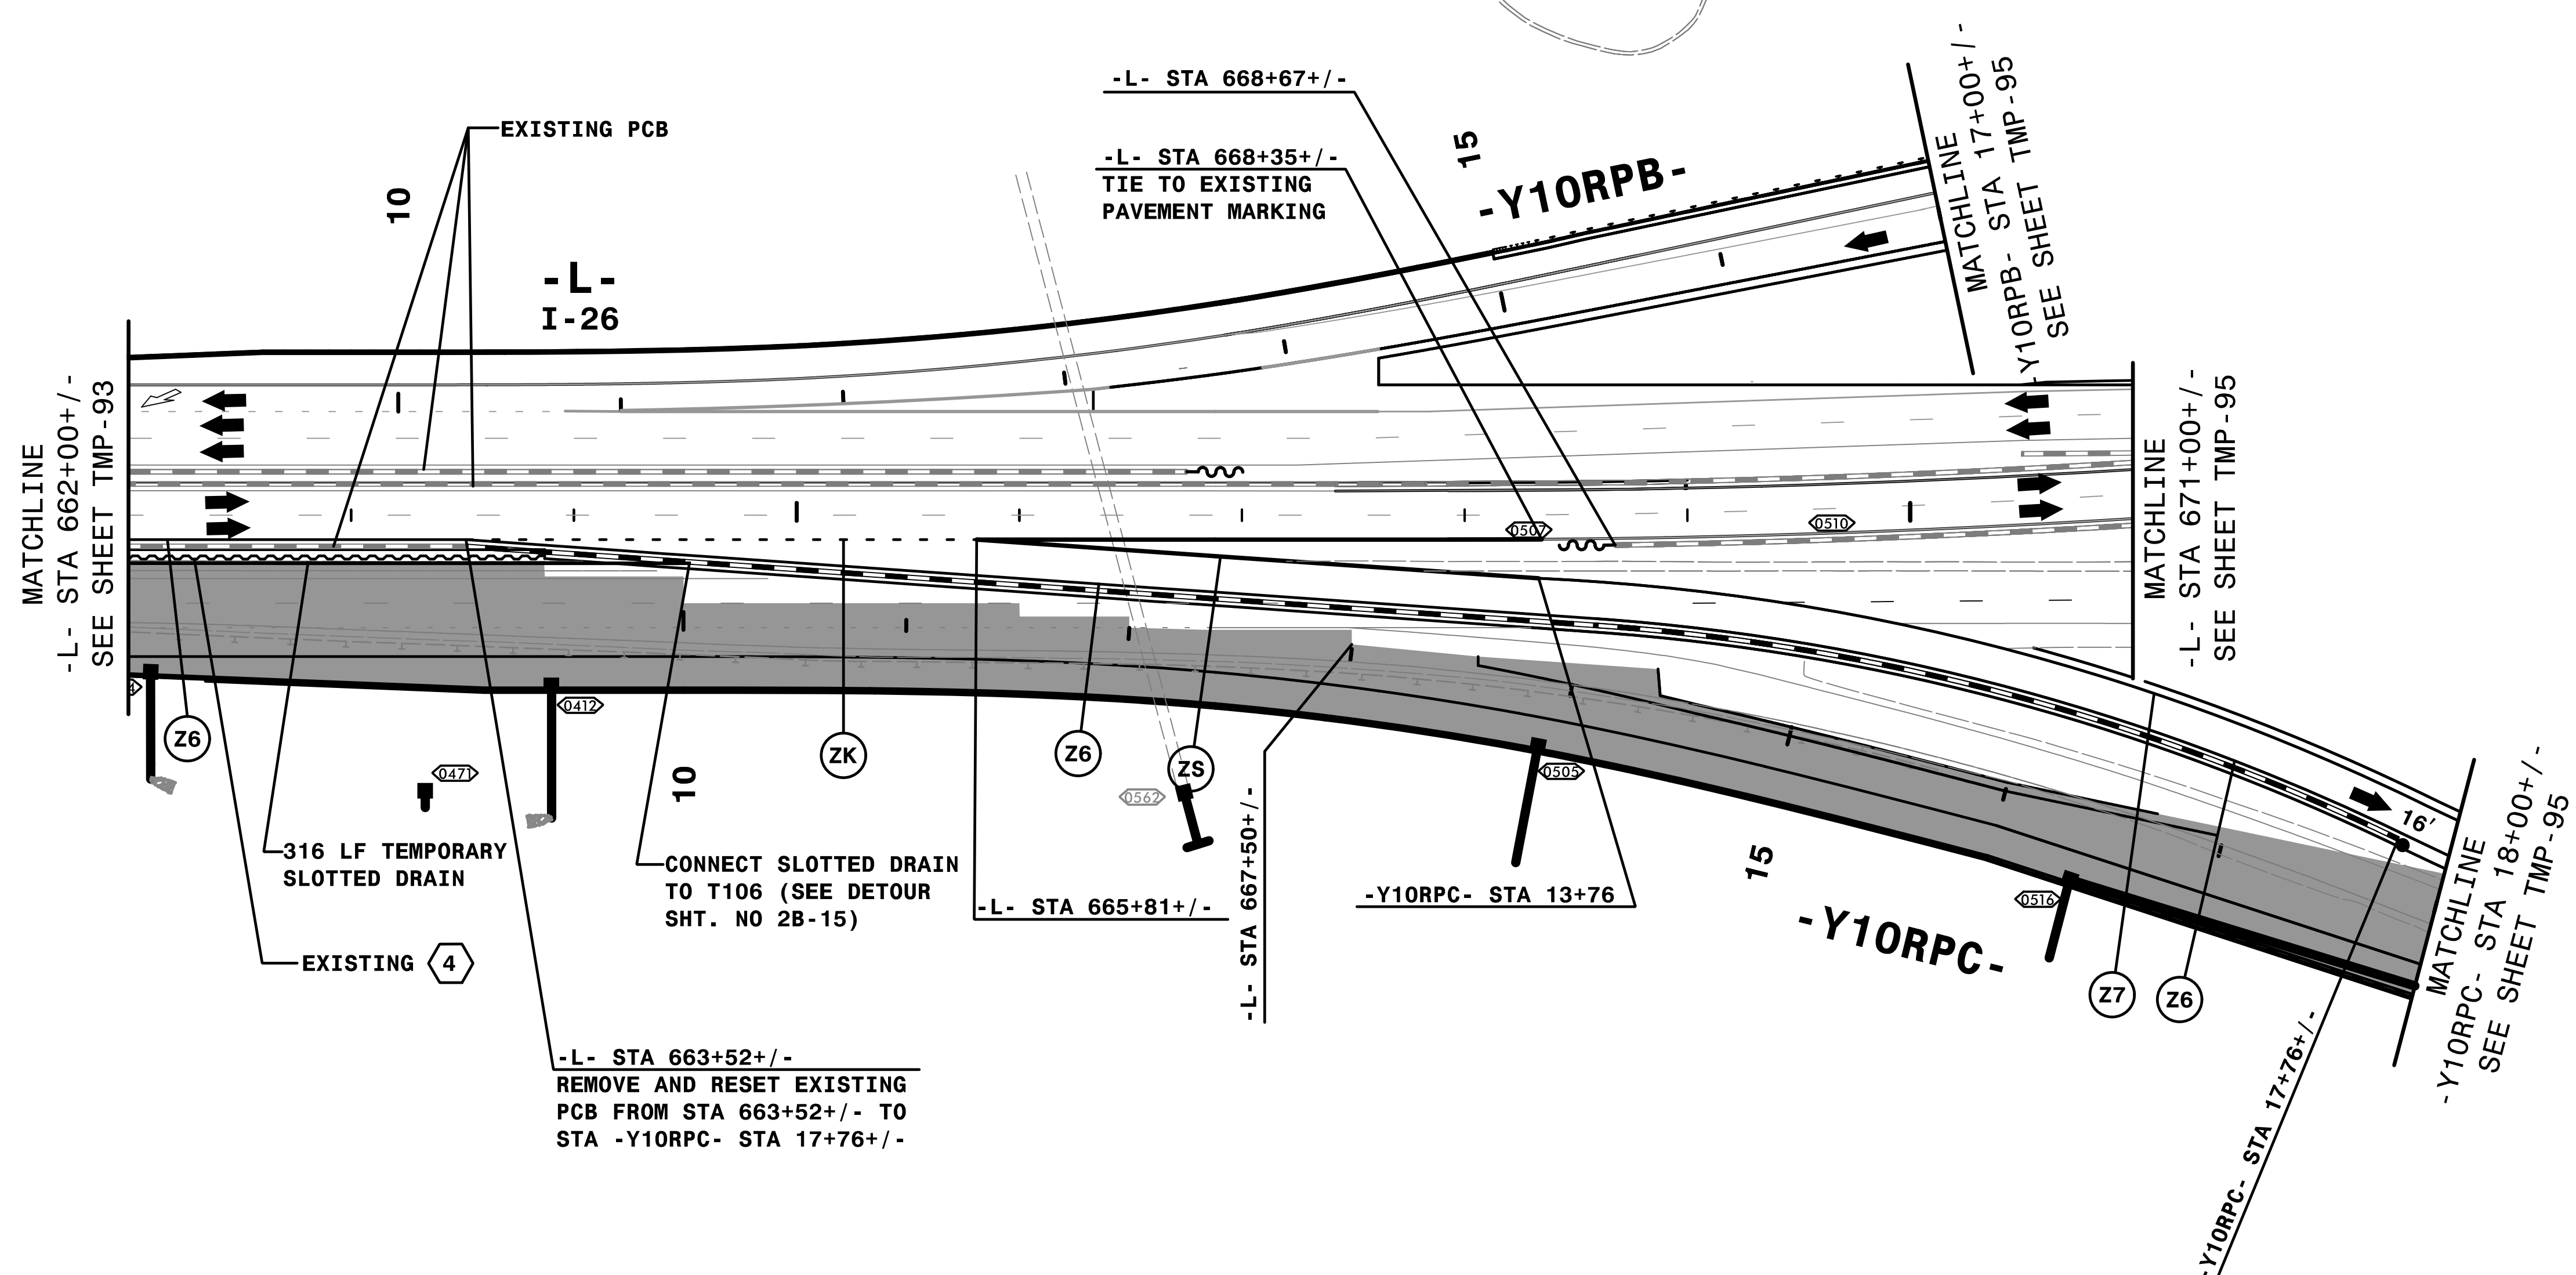 -L- STA 668+67+/-
EXISTING PCB
-L- STA 668+35+/-
TIE TO EXISTING
PAVEMENT MARKING
10
15
-Y10RPB-
MATCHLINE
-Y10RPB- STA 17+00+/-
SEE SHEET TMP-95
-L-
I-26
MATCHLINE
-L- STA 662+00+/-
SEE SHEET TMP-93
MATCHLINE
-L- STA 671+00+/-
SEE SHEET TMP-95
0507
0510
4
0412
Z6
0471
ZK
Z6
ZS
0562
0505
10
15
316 LF TEMPORARY
SLOTTED DRAIN
CONNECT SLOTTED DRAIN
TO T106 (SEE DETOUR
SHT. NO 2B-15)
-L- STA 665+81+/-
-L- STA 667+50+/-
-Y10RPC- STA 13+76
0516
-Y10RPC-
Z7
Z6
16'
MATCHLINE
-Y10RPC- STA 18+00+/-
SEE SHEET TMP-95
EXISTING 4
-L- STA 663+52+/-
REMOVE AND RESET EXISTING
PCB FROM STA 663+52+/- TO
STA -Y10RPC- STA 17+76+/-
-Y10RPC- STA 17+76+/-